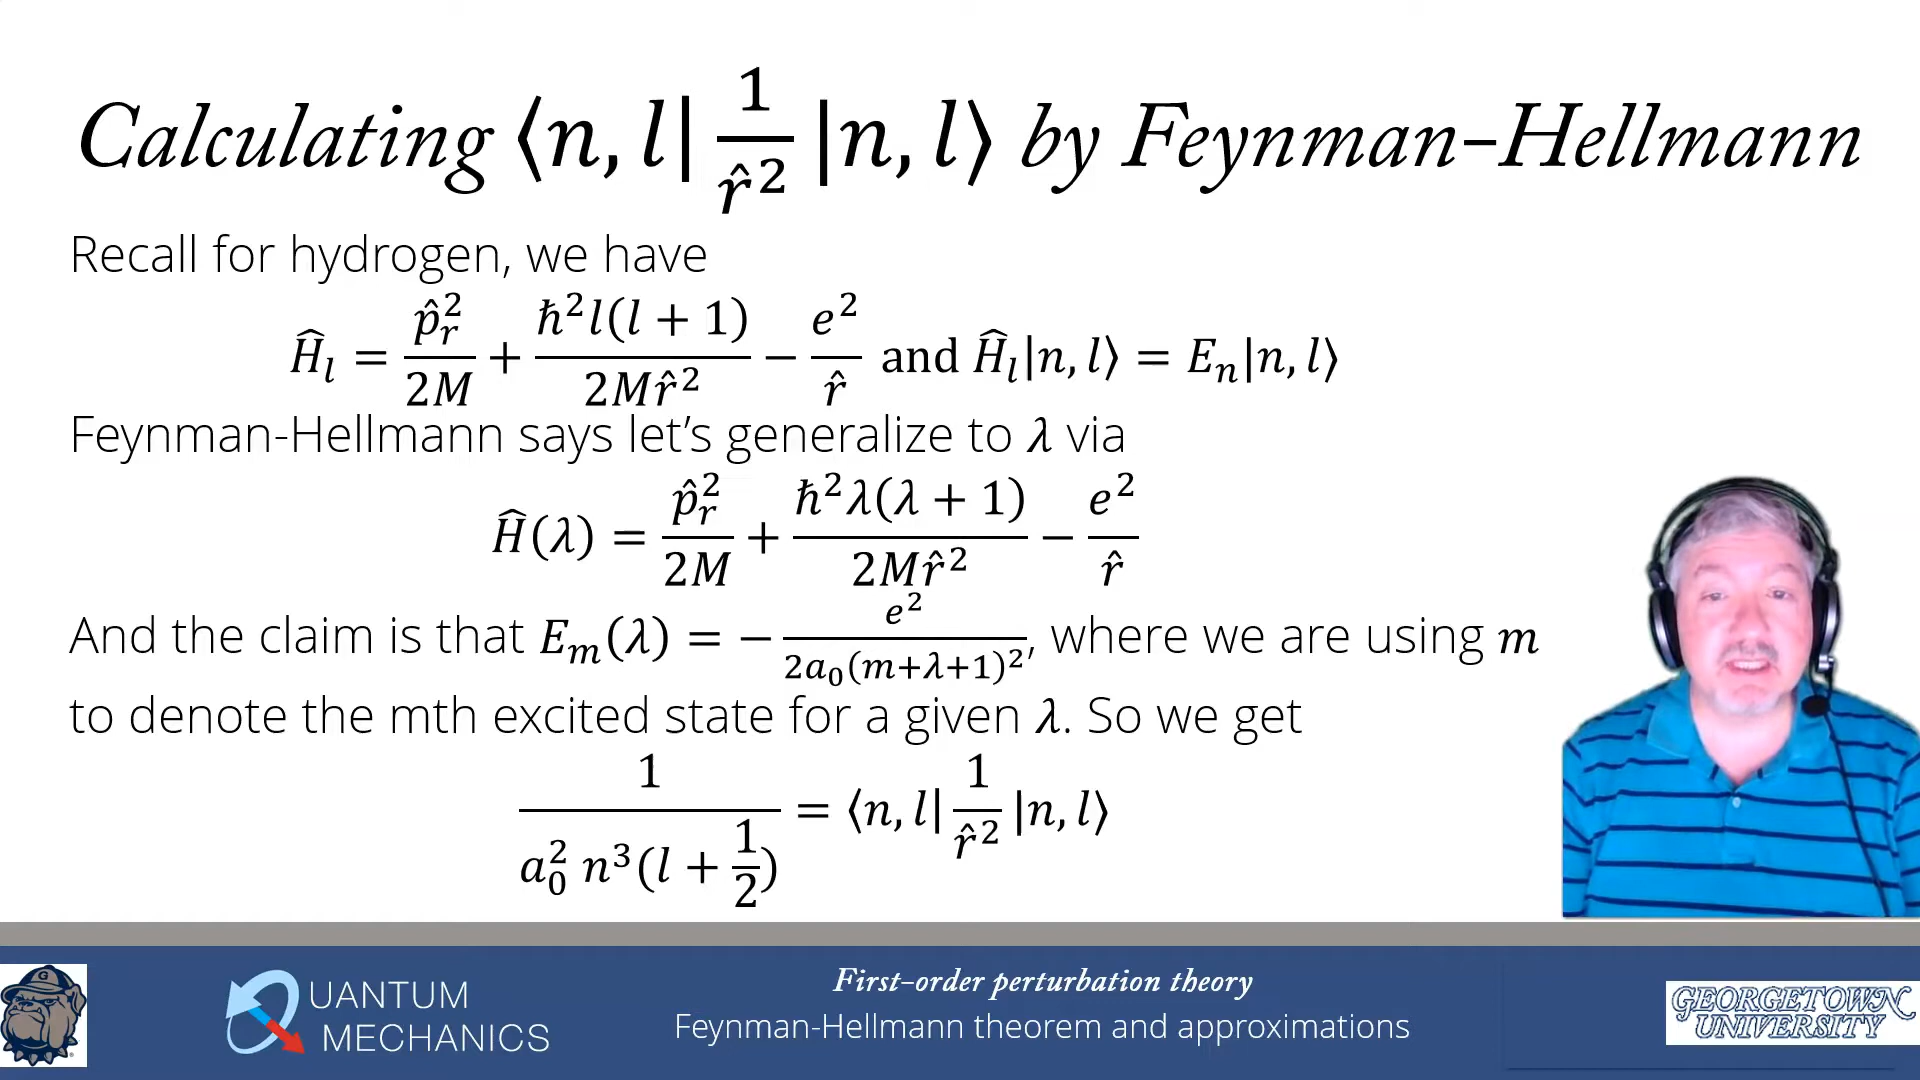 Calculating ⟨n, l| 1/r̂² |n, l⟩ by Feynman-Hellmann
Recall for hydrogen, we have
Ĥ_l = p̂_r²/2M + ħ²l(l + 1)/2Mr̂² − e²/r̂ and Ĥ_l|n, l⟩ = E_n|n, l⟩
Feynman-Hellmann says let's generalize to λ via
Ĥ(λ) = p̂_r²/2M + ħ²λ(λ + 1)/2Mr̂² − e²/r̂
And the claim is that E_m(λ) = − e²/2a₀(m+λ+1)², where we are using m
to denote the mth excited state for a given λ. So we get
1/a₀² n³(l + 1/2) = ⟨n, l| 1/r̂² |n, l⟩
G
QUANTUM
MECHANICS
First-order perturbation theory
Feynman-Hellmann theorem and approximations
GEORGETOWN
UNIVERSITY